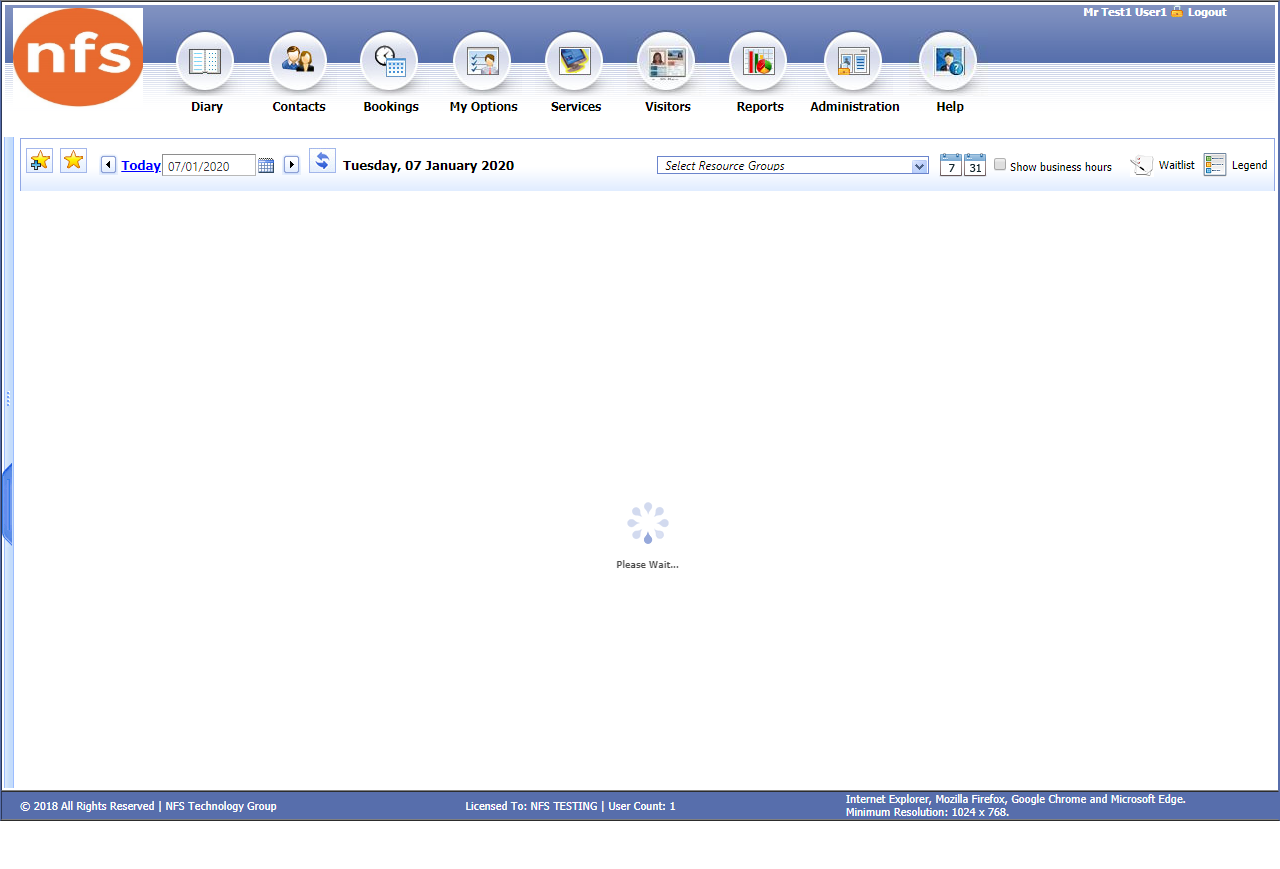 Mr Test1 User1 Logout
nfs
Diary Contacts Bookings My Options Services Visitors Reports Administration Help
Today 07/01/2020 Tuesday, 07 January 2020 Select Resource Groups 7 31 Show business hours Waitlist Legend
Please Wait...
© 2018 All Rights Reserved | NFS Technology Group
Licensed To: NFS TESTING | User Count: 1
Internet Explorer, Mozilla Firefox, Google Chrome and Microsoft Edge.
Minimum Resolution: 1024 x 768.